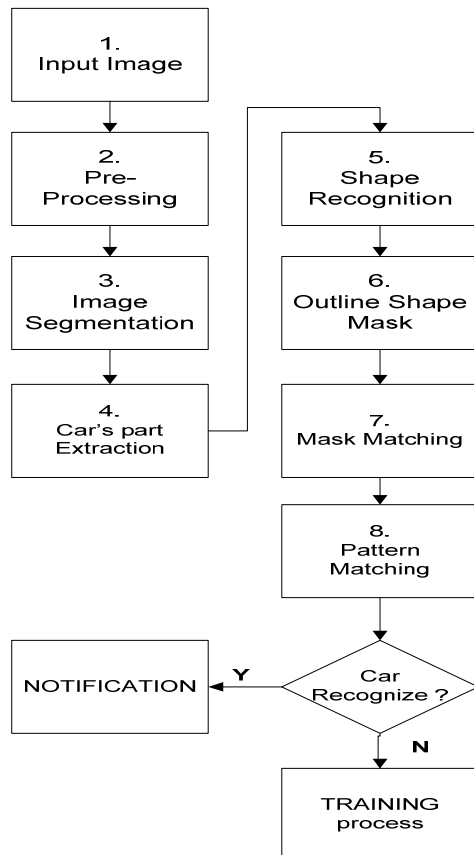 1.
Input Image
2.
Pre-
Processing
3.
Image
Segmentation
4.
Car's part
Extraction
5.
Shape
Recognition
6.
Outline Shape
Mask
7.
Mask Matching
8.
Pattern
Matching
Car
Recognize ?
Y
NOTIFICATION
N
TRAINING
process